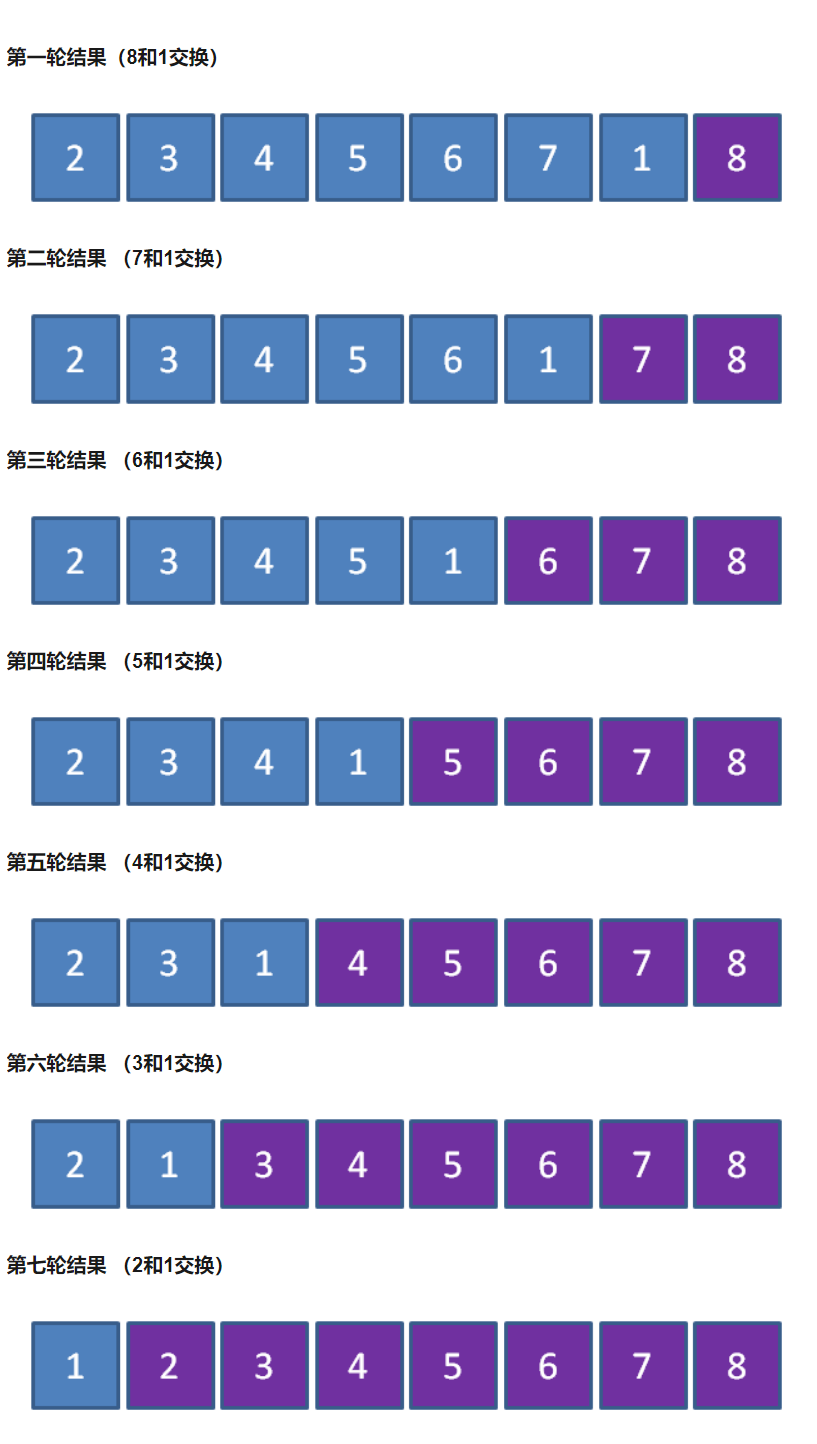 第一轮结果（8和1交换）
2 3 4 5 6 7 1 8
第二轮结果 （7和1交换）
2 3 4 5 6 1 7 8
第三轮结果 （6和1交换）
2 3 4 5 1 6 7 8
第四轮结果 （5和1交换）
2 3 4 1 5 6 7 8
第五轮结果 （4和1交换）
2 3 1 4 5 6 7 8
第六轮结果 （3和1交换）
2 1 3 4 5 6 7 8
第七轮结果 （2和1交换）
1 2 3 4 5 6 7 8